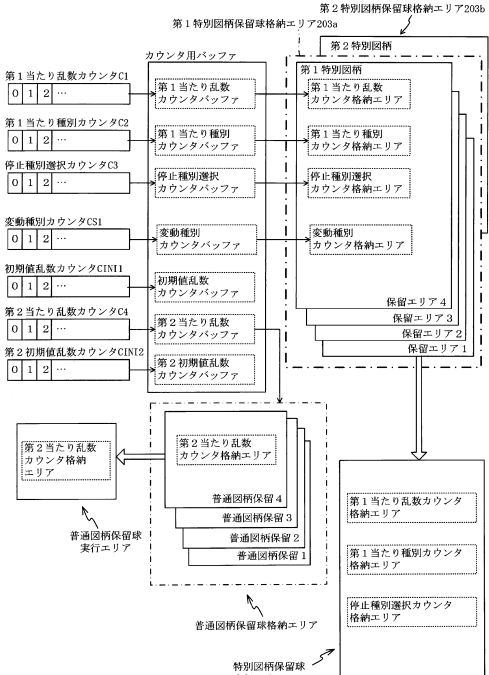 第２特別図柄保留球格納エリア203b
第１特別図柄保留球格納エリア203a
第２特別図柄
カウンタ用バッファ
第１特別図柄
第１当たり乱数カウンタC1
0 1 2 …
第１当たり乱数
カウンタバッファ
第１当たり乱数
カウンタ格納エリア
第１当たり種別カウンタC2
0 1 2 …
第１当たり種別
カウンタバッファ
第１当たり種別
カウンタ格納エリア
停止種別選択カウンタC3
0 1 2 …
停止種別選択
カウンタバッファ
停止種別選択
カウンタ格納エリア
変動種別カウンタCS1
0 1 2 …
変動種別
カウンタバッファ
変動種別
カウンタ格納エリア
初期値乱数カウンタCINI1
0 1 2 …
初期値乱数
カウンタバッファ
保留エリア４
保留エリア３
保留エリア２
保留エリア１
第２当たり乱数カウンタC4
0 1 2 …
第２当たり乱数
カウンタバッファ
第２初期値乱数カウンタCINI2
0 1 2 …
第２初期値乱数
カウンタバッファ
第２当たり乱数
カウンタ格納
エリア
第２当たり乱数
カウンタ格納エリア
普通図柄保留４
普通図柄保留３
普通図柄保留２
普通図柄保留１
普通図柄保留球
実行エリア
普通図柄保留球格納エリア
第１当たり乱数カウンタ
格納エリア
第１当たり種別カウンタ
格納エリア
停止種別選択カウンタ
格納エリア
特別図柄保留球